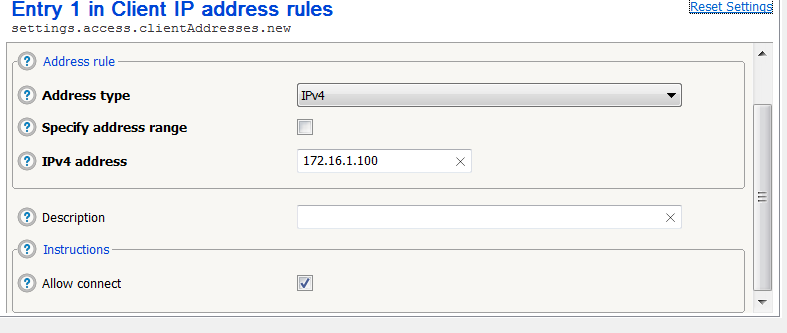 Entry 1 in Client IP address rules
Reset Settings
settings.access.clientAddresses.new
? Address rule
? Address type IPv4
? Specify address range
? IPv4 address 172.16.1.100
? Description
? Instructions
? Allow connect